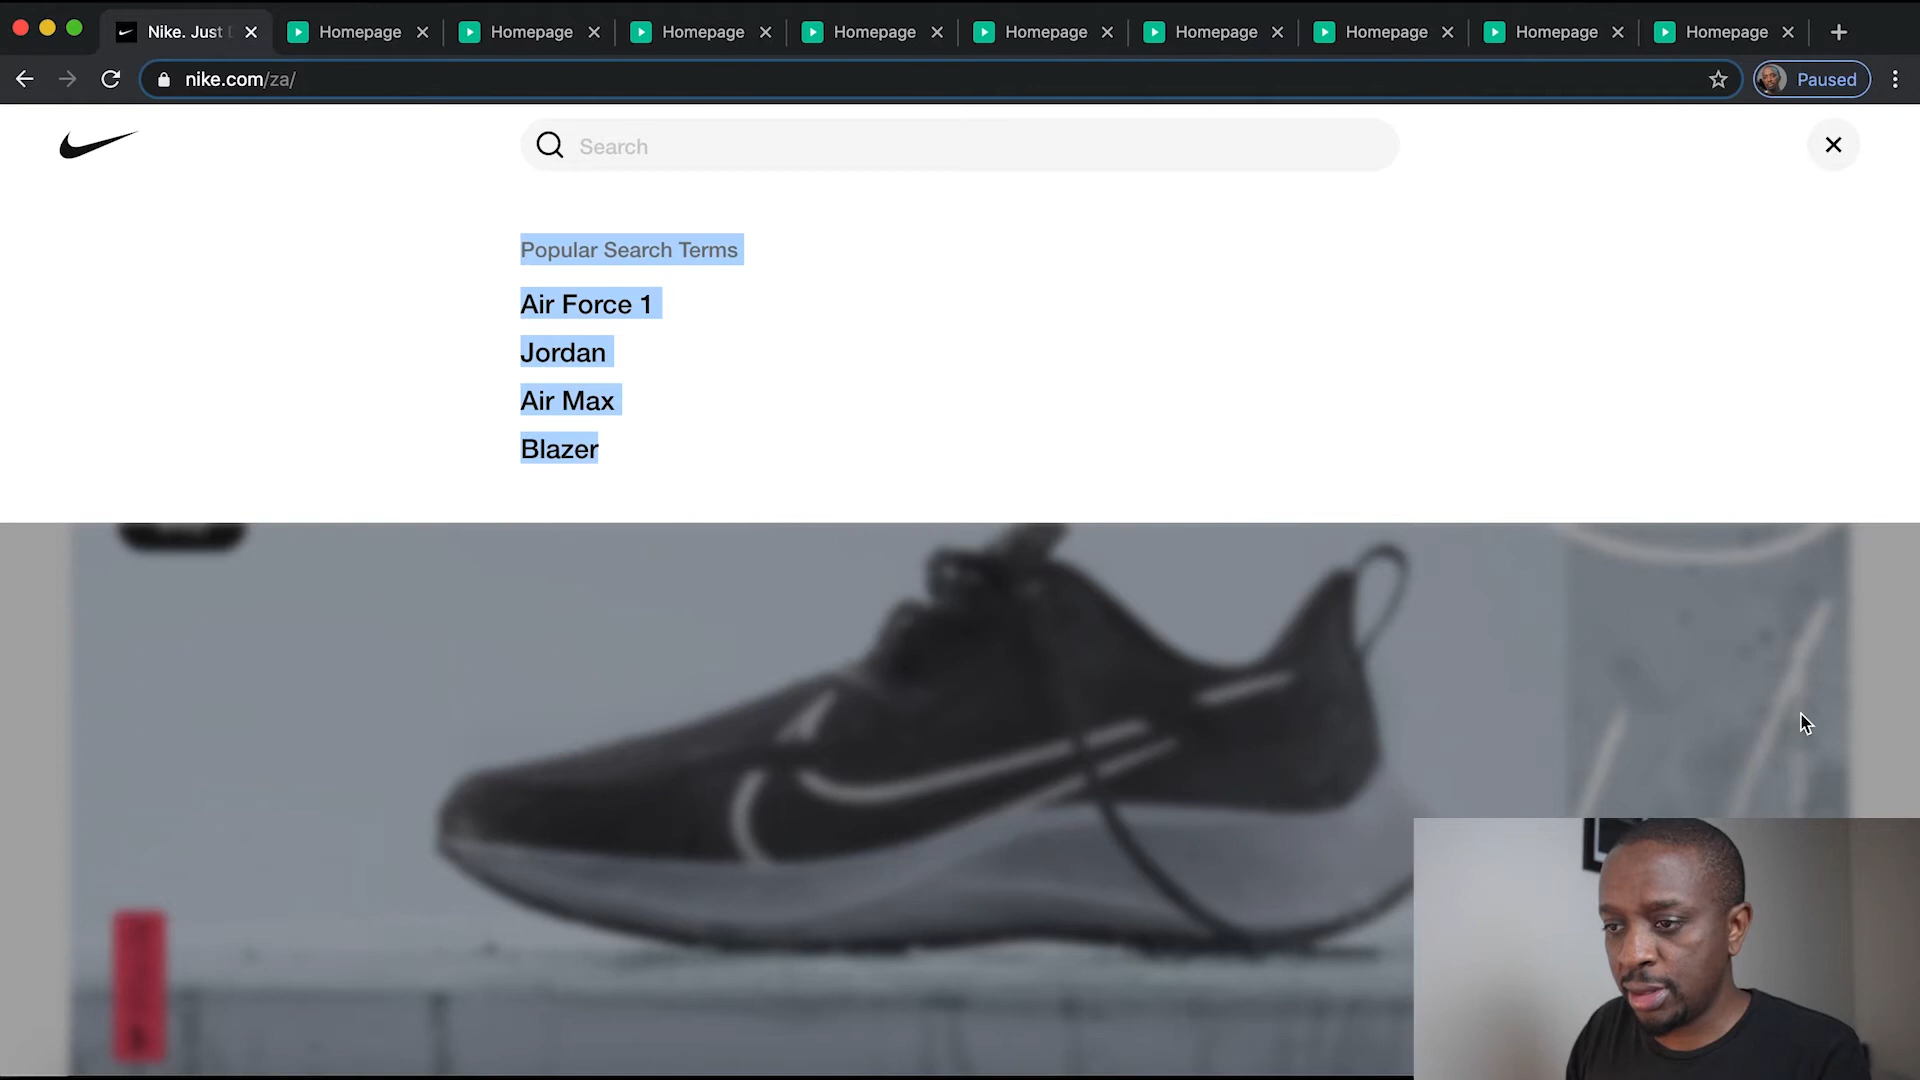 Nike. Just D
Homepage
Homepage
Homepage
Homepage
Homepage
Homepage
Homepage
Homepage
Homepage
nike.com/za/
Paused
Search
Popular Search Terms
Air Force 1
Jordan
Air Max
Blazer